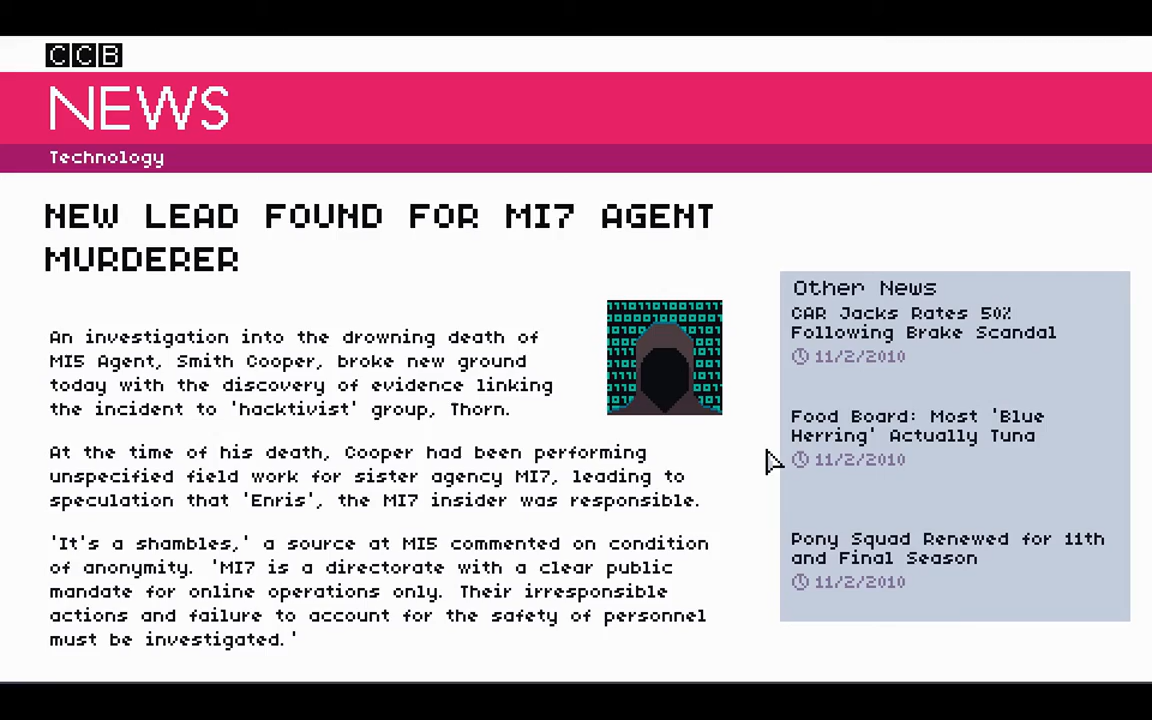 CCB
NEWS
Technology
NEW LEAD FOUND FOR MI7 AGENT
MURDERER
An investigation into the drowning death of
MI5 Agent, Smith Cooper, broke new ground
today with the discovery of evidence linking
the incident to 'hacktivist' group, Thorn.
At the time of his death, Cooper had been performing
unspecified field work for sister agency MI7, leading to
speculation that 'Enris', the MI7 insider was responsible.
'It's a shambles,' a source at MI5 commented on condition
of anonymity. 'MI7 is a directorate with a clear public
mandate for online operations only. Their irresponsible
actions and failure to account for the safety of personnel
must be investigated.'
Other News
CAR Jacks Rates 50%
Following Brake Scandal
11/2/2010
Food Board: Most 'Blue
Herring' Actually Tuna
11/2/2010
Pony Squad Renewed for 11th
and Final Season
11/2/2010